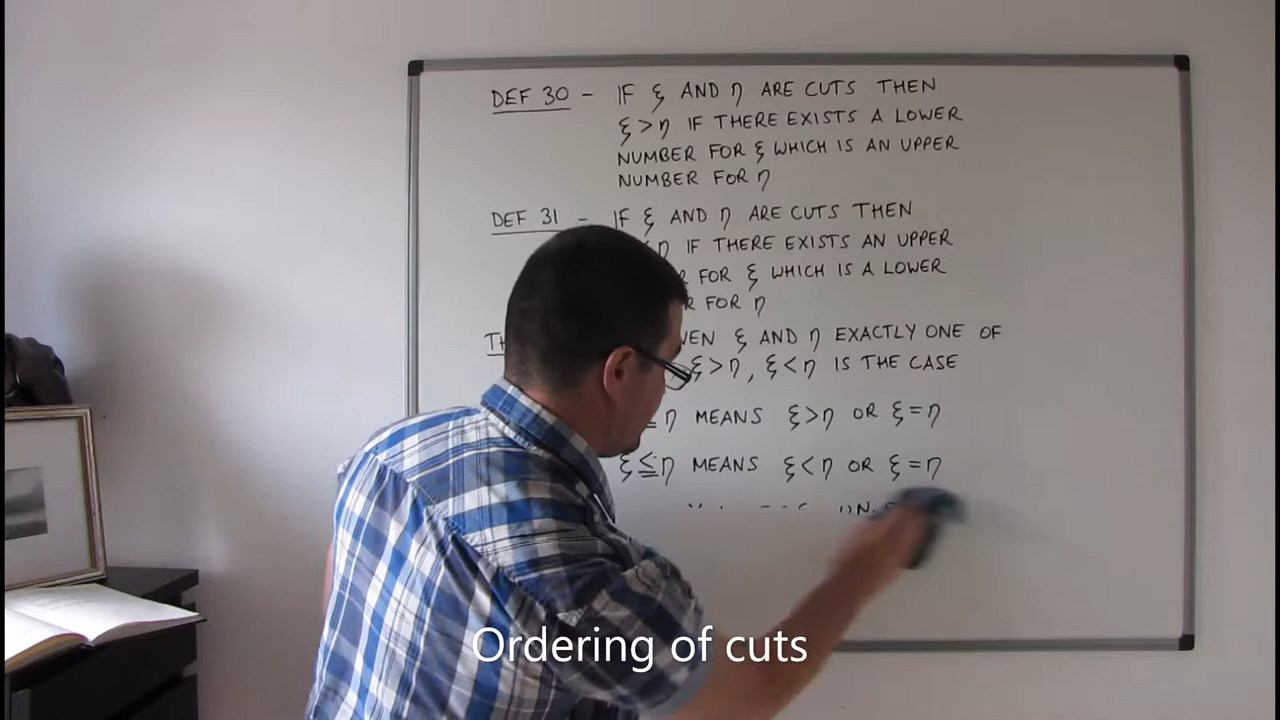 DEF 30 - IF ξ AND η ARE CUTS THEN
ξ > η IF THERE EXISTS A LOWER
NUMBER FOR ξ WHICH IS AN UPPER
NUMBER FOR η
DEF 31 - IF ξ AND η ARE CUTS THEN
η IF THERE EXISTS AN UPPER
FOR ξ WHICH IS A LOWER
FOR η
ξ AND η EXACTLY ONE OF
ξ > η, ξ < η IS THE CASE
η MEANS ξ > η OR ξ = η
ξ ≦ η MEANS ξ < η OR ξ = η
Ordering of cuts